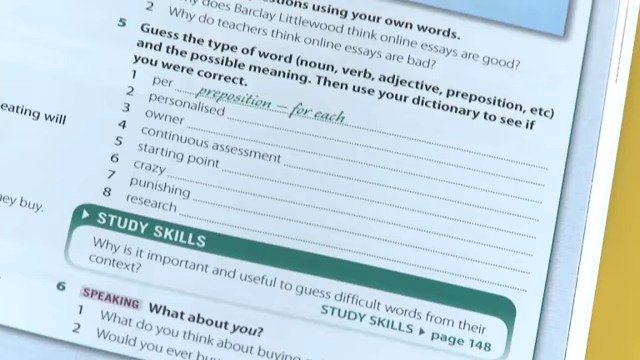 using your own words.
2 Why does Barclay Littlewood think online essays are good?
Why do teachers think online essays are bad?
5 Guess the type of word (noun, verb, adjective, preposition, etc)
and the possible meaning. Then use your dictionary to see if
you were correct.
1 per preposition – for each
2 personalised
3 owner
4 continuous assessment
5 starting point
6 crazy
7 punishing
8 research
eating will
buy.
STUDY SKILLS
Why is it important and useful to guess difficult words from their
context?
STUDY SKILLS ▸ page 148
6 SPEAKING What about you?
1 What do you think about buying
2 Would you ever